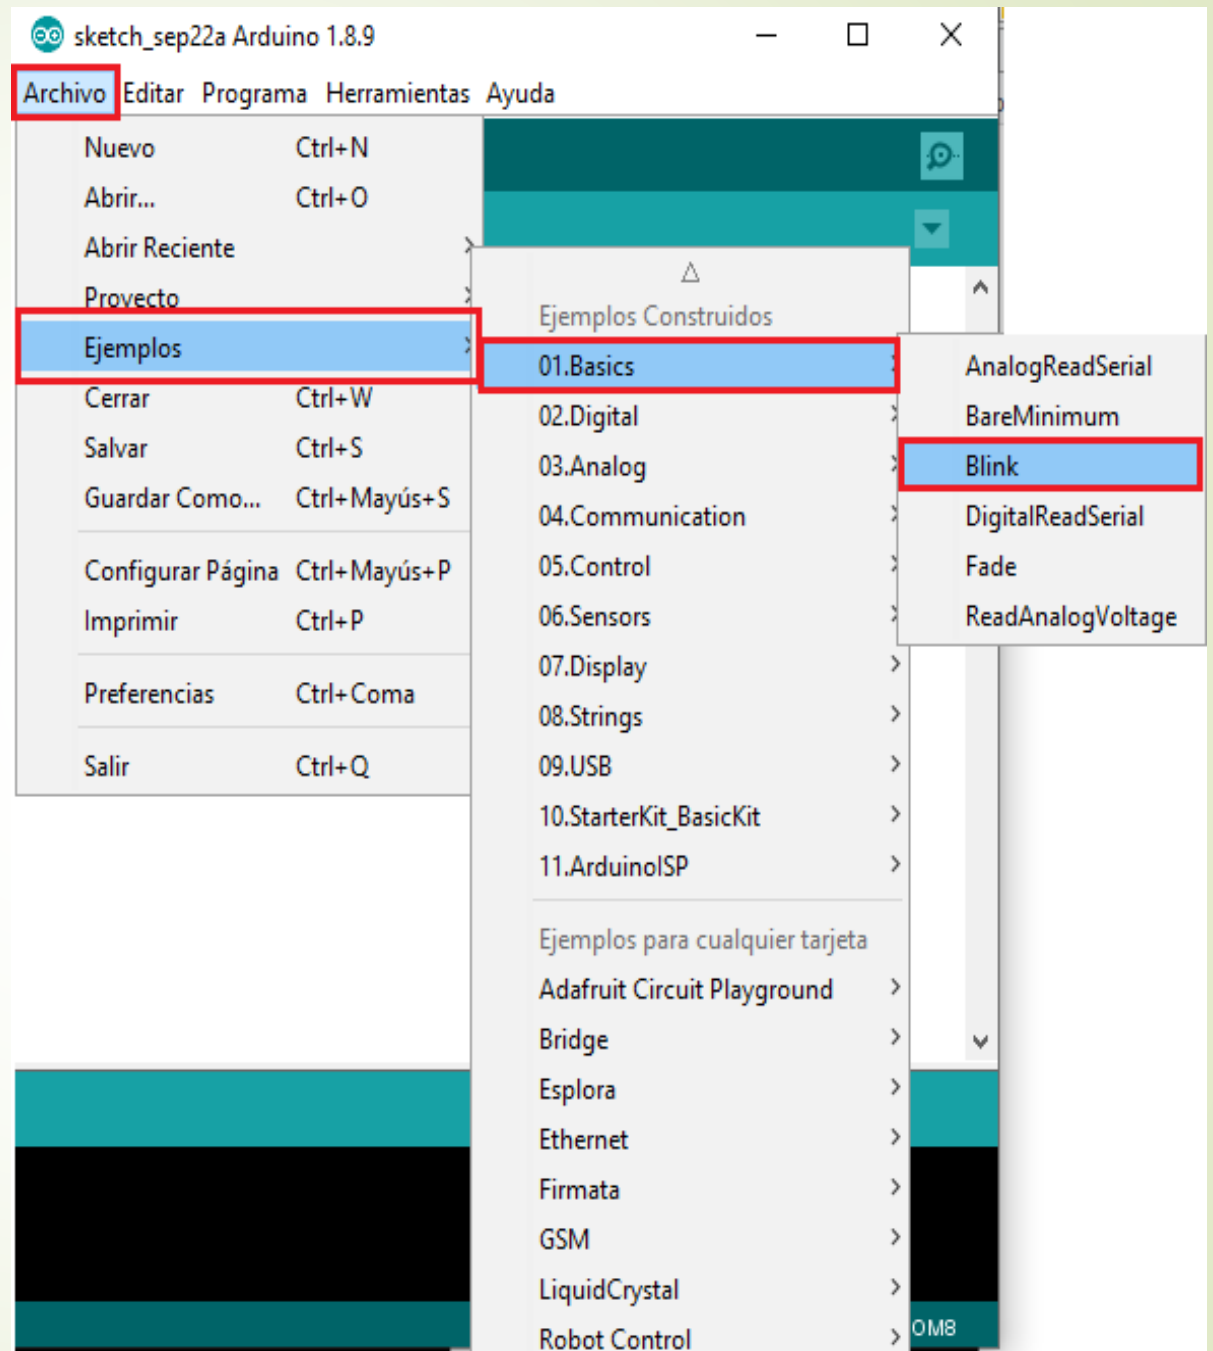 sketch_sep22a Arduino 1.8.9
Archivo Editar Programa Herramientas Ayuda
Nuevo Ctrl+N
Abrir... Ctrl+O
Abrir Reciente
Proyecto
Ejemplos
Cerrar Ctrl+W
Salvar Ctrl+S
Guardar Como... Ctrl+Mayús+S
Configurar Página Ctrl+Mayús+P
Imprimir Ctrl+P
Preferencias Ctrl+Coma
Salir Ctrl+Q
Ejemplos Construidos
01.Basics
02.Digital
03.Analog
04.Communication
05.Control
06.Sensors
07.Display
08.Strings
09.USB
10.StarterKit_BasicKit
11.ArduinoISP
Ejemplos para cualquier tarjeta
Adafruit Circuit Playground
Bridge
Esplora
Ethernet
Firmata
GSM
LiquidCrystal
Robot Control
AnalogReadSerial
BareMinimum
Blink
DigitalReadSerial
Fade
ReadAnalogVoltage
OM8